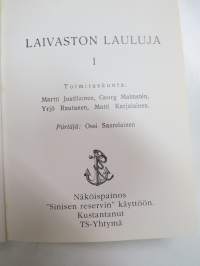 LAIVASTON LAULUJA
I
Toimituskunta:
Martti Jaatinen, Georg Malmstén,
Yrjö Rautanen, Matti Karjalainen.
Piirtäjä: Ossi Saarelainen
Näköispainos
"Sinisen reservin" käyttöön.
Kustantanut
TS-Yhtymä